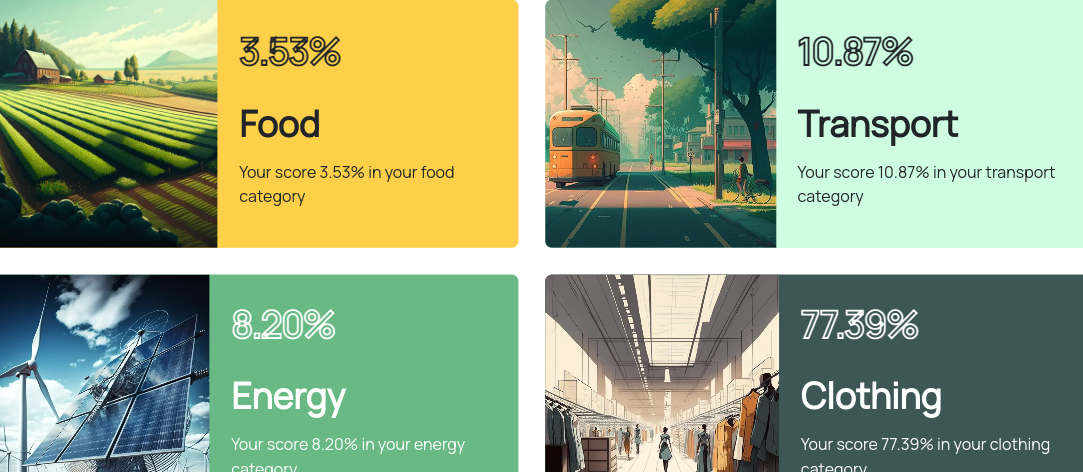 3.53%
Food
Your score 3.53% in your food
category
10.87%
Transport
Your score 10.87% in your transport
category
8.20%
Energy
Your score 8.20% in your energy
category
77.39%
Clothing
Your score 77.39% in your clothing
category